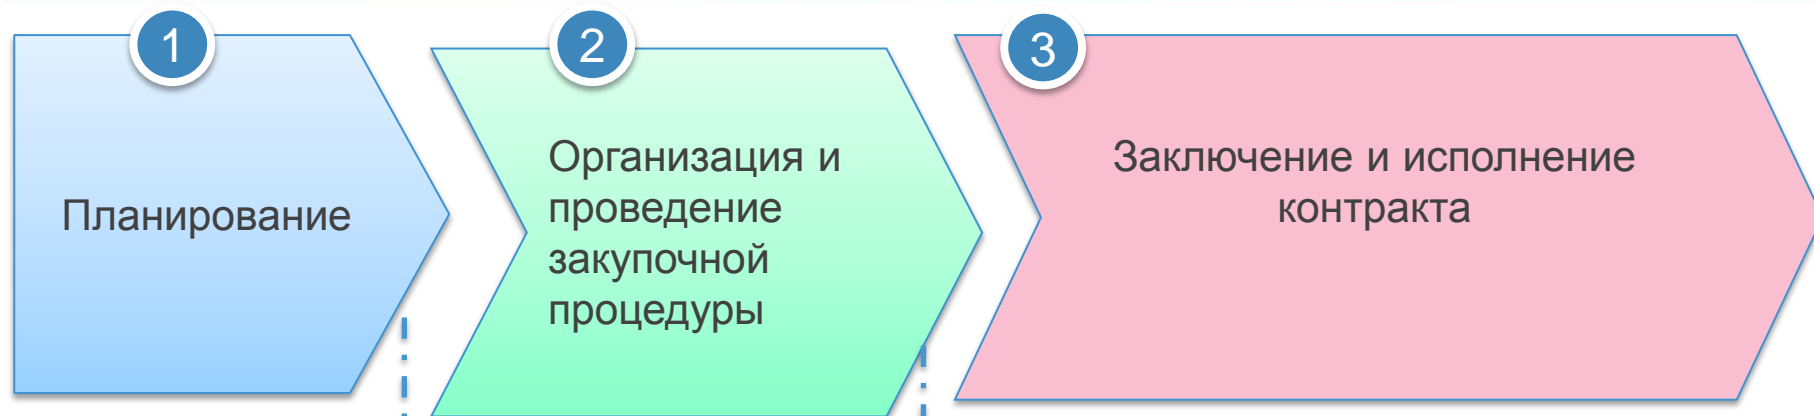 1
Планирование
2
Организация и
проведение
закупочной
процедуры
3
Заключение и исполнение
контракта